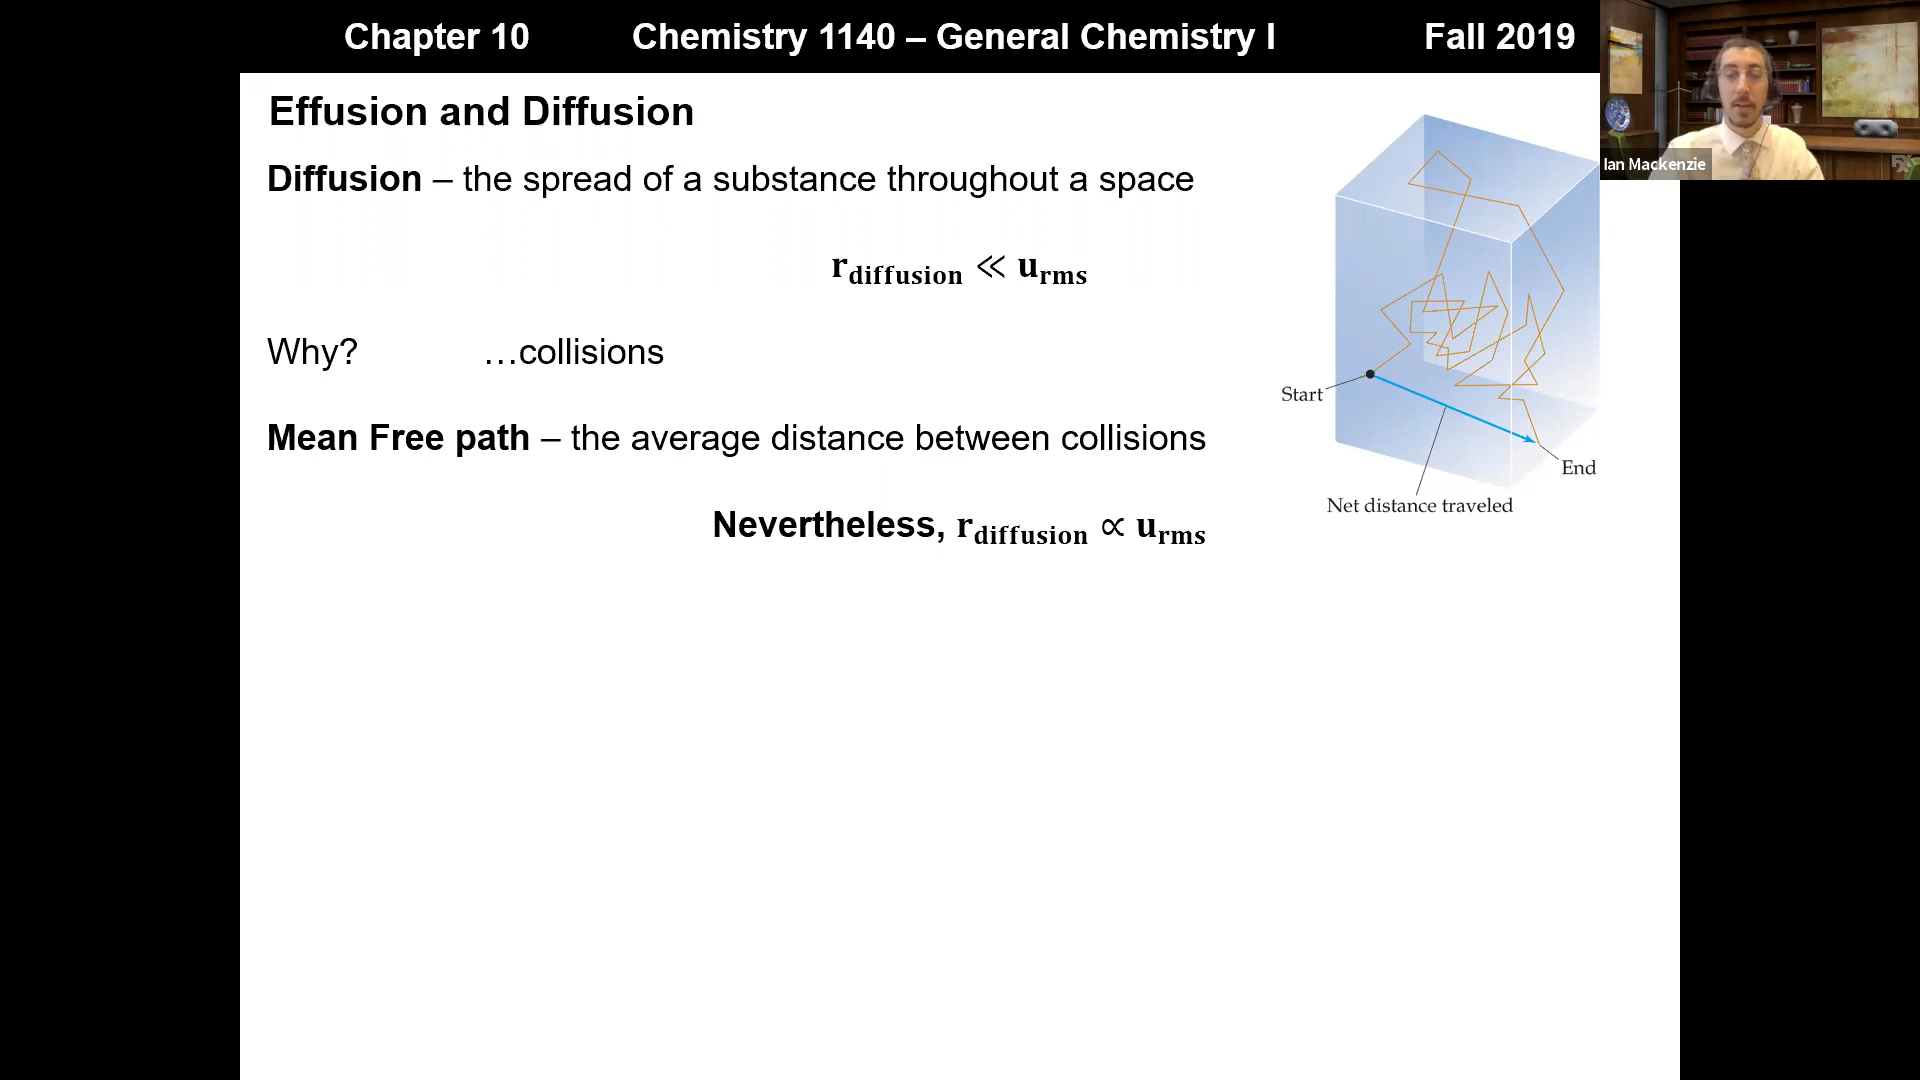 Chapter 10 Chemistry 1140 – General Chemistry I Fall 2019
Ian Mackenzie
Effusion and Diffusion
Diffusion – the spread of a substance throughout a space
r_diffusion ≪ u_rms
Why? …collisions
Start
Mean Free path – the average distance between collisions
End
Net distance traveled
Nevertheless, r_diffusion ∝ u_rms